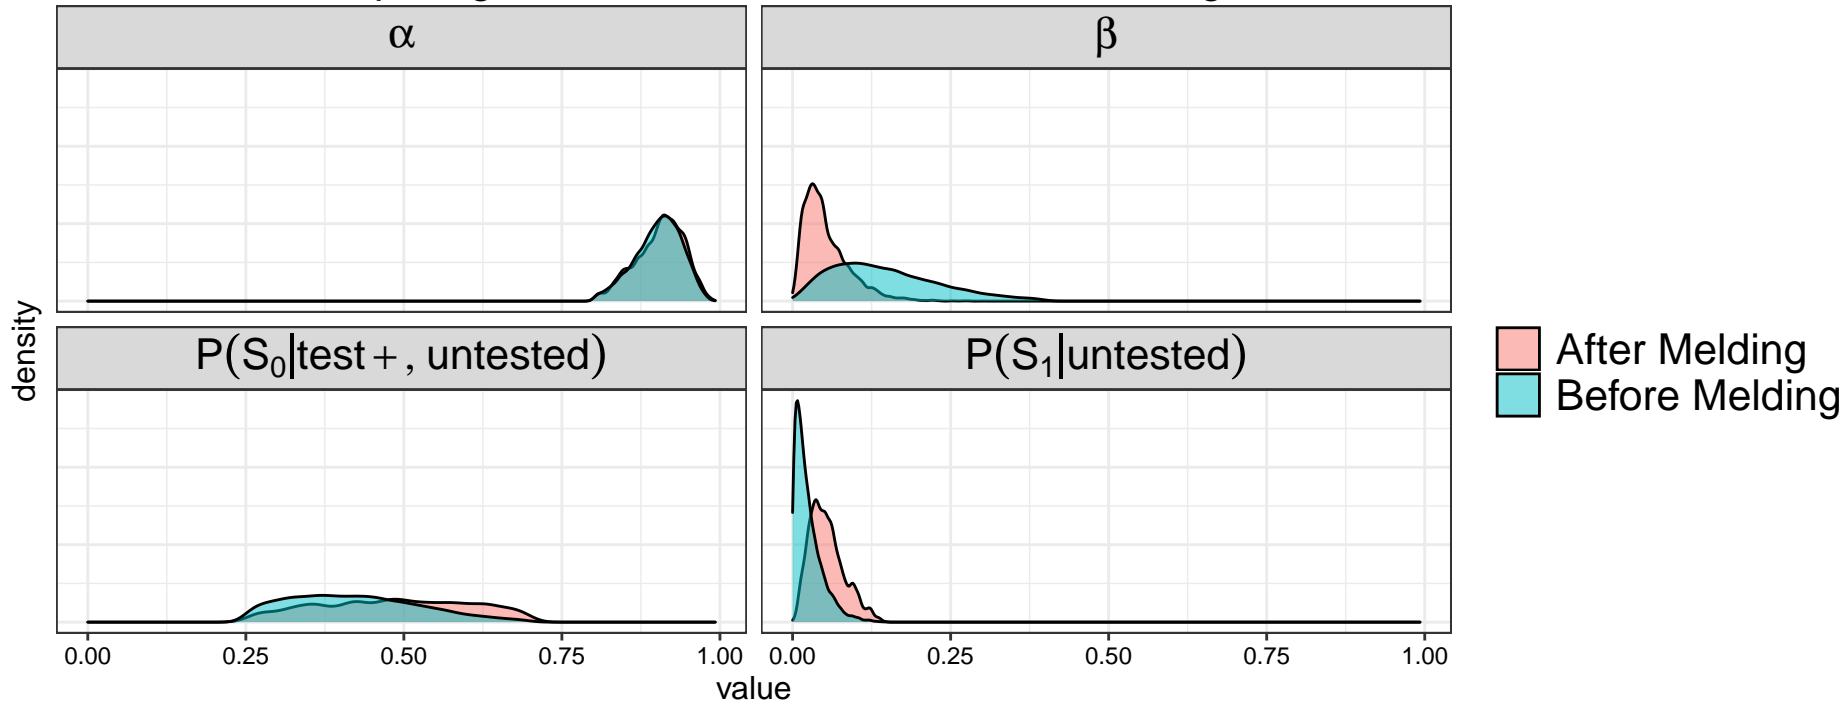 α
β
density
P(S₀|test +, untested)
P(S₁|untested)
After Melding
Before Melding
0.00 0.25 0.50 0.75 1.00
0.00 0.25 0.50 0.75 1.00
value